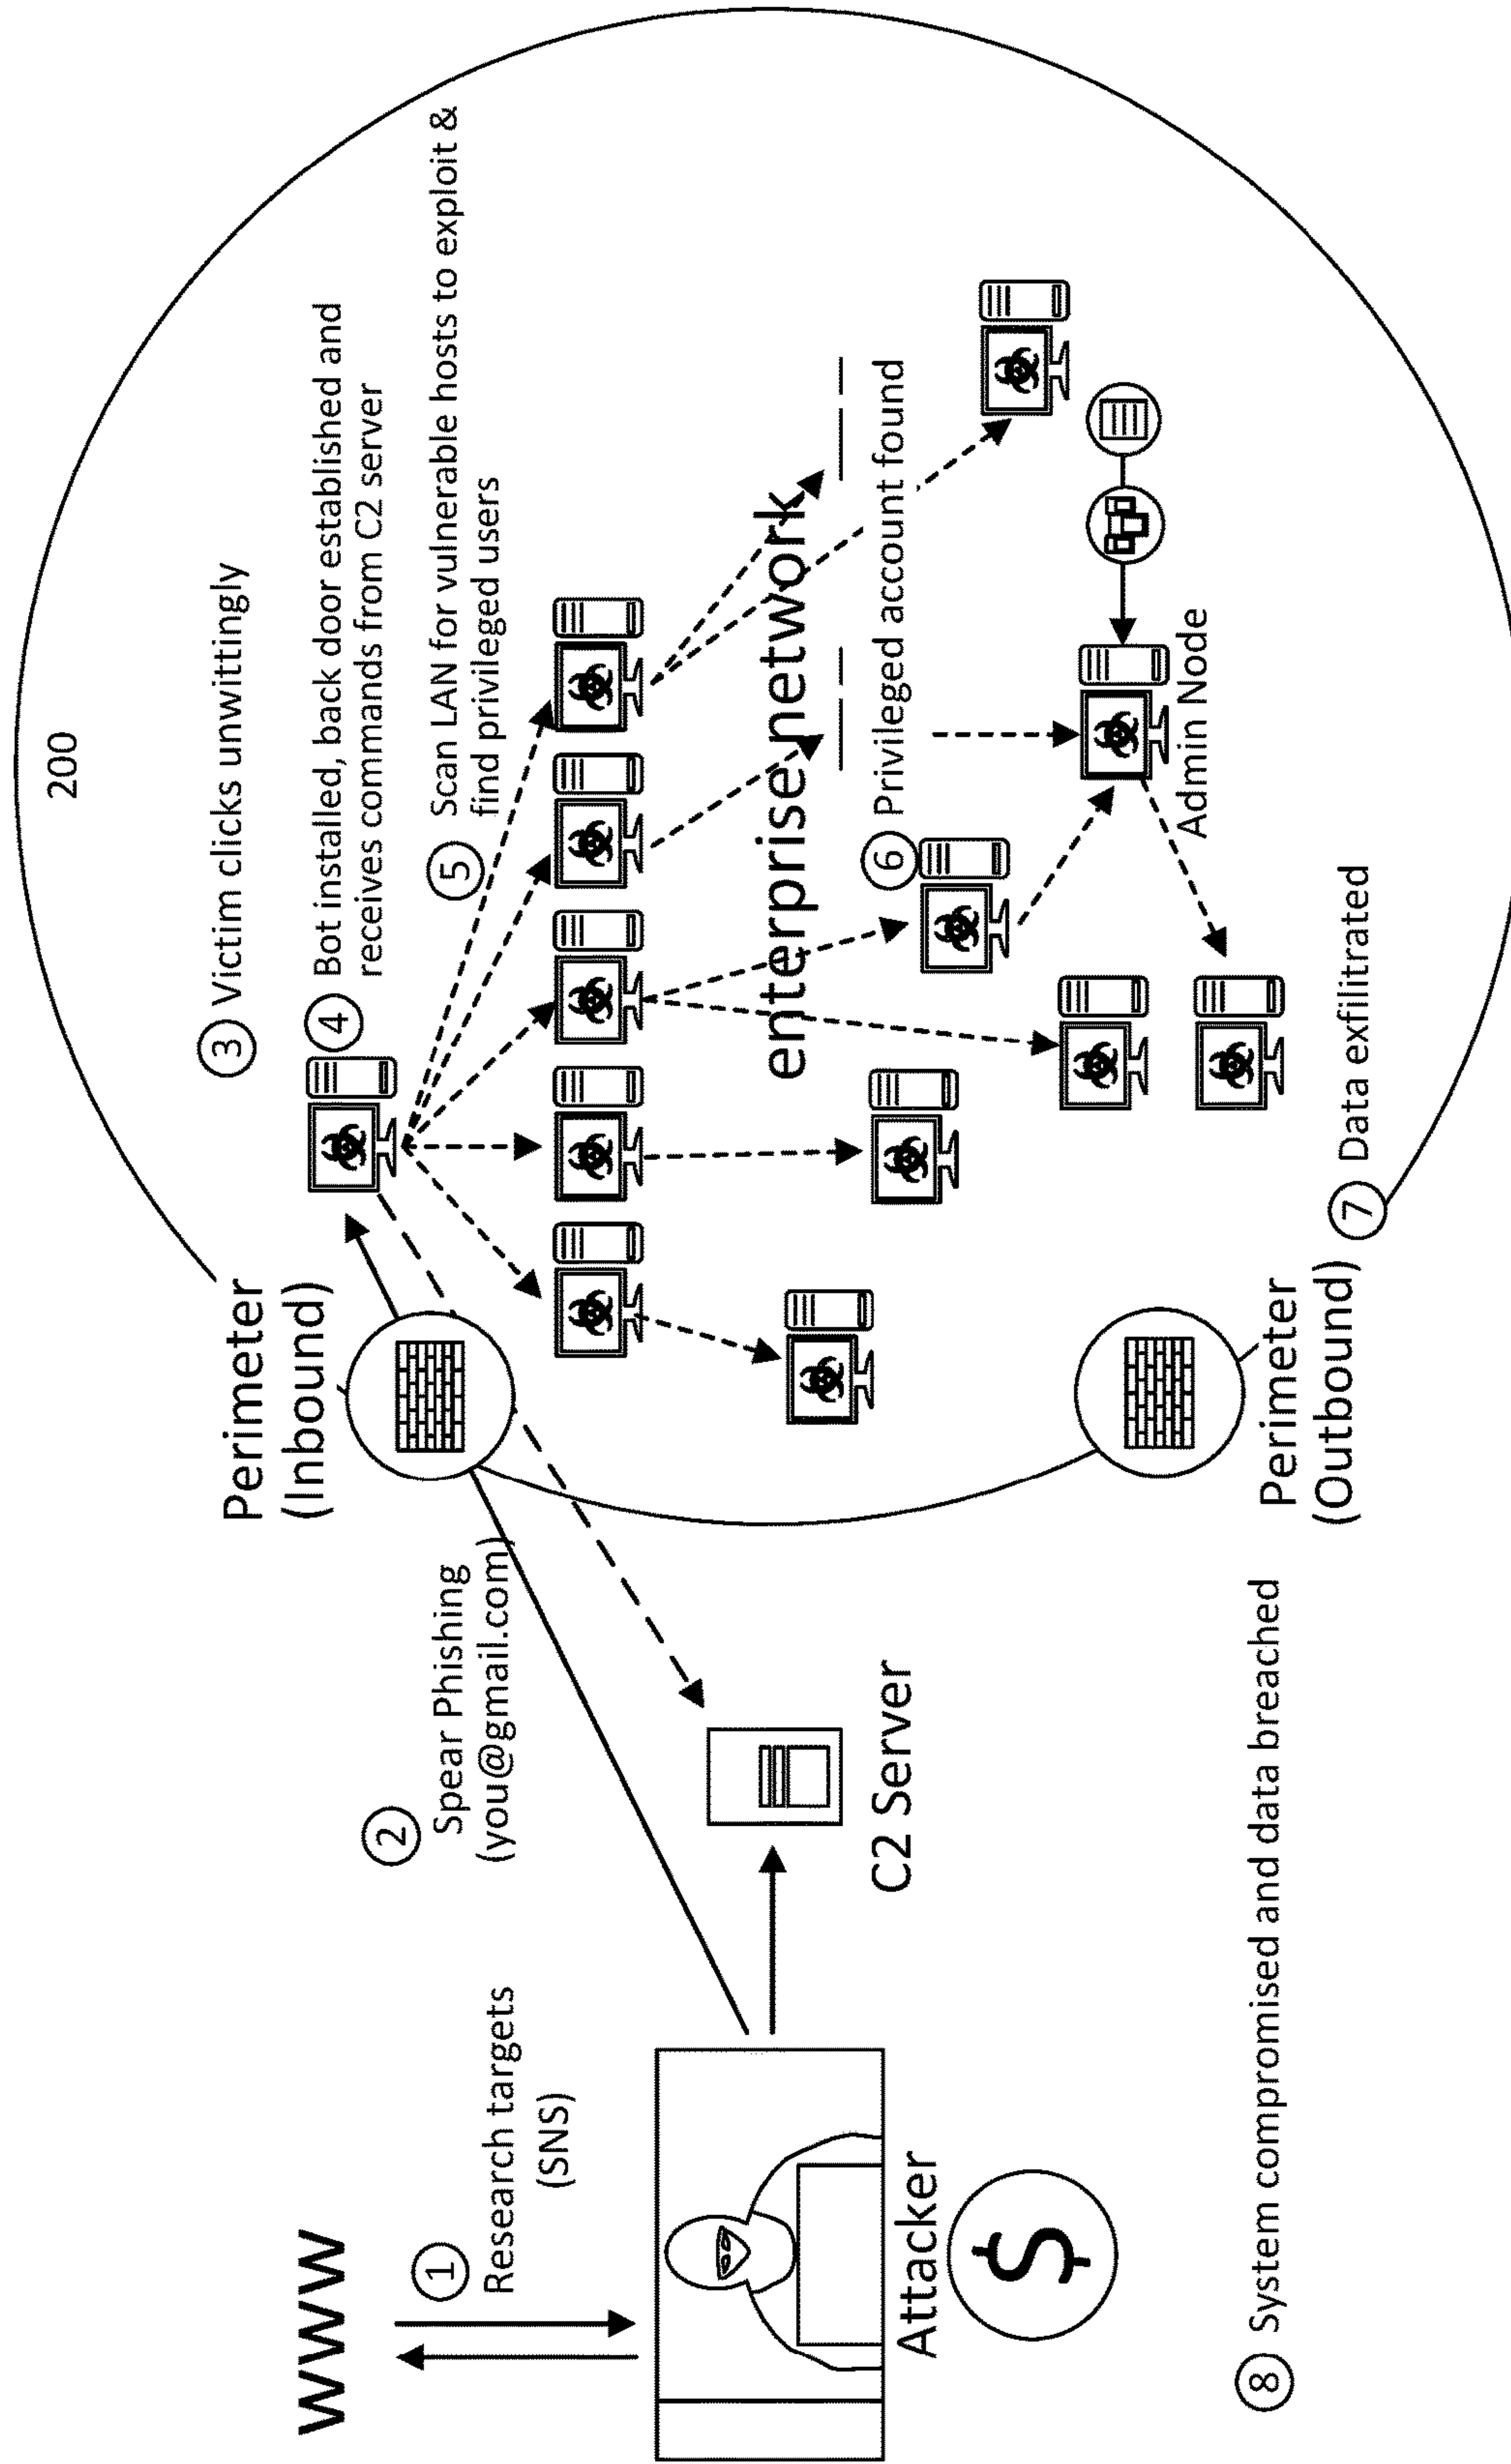 200
WWW
1
Research targets
(SNS)
Attacker
$
2
Spear Phishing
(you@gmail.com)
C2 Server
Perimeter
(Inbound)
3 Victim clicks unwittingly
4 Bot installed, back door established and
receives commands from C2 server
5 Scan LAN for vulnerable hosts to exploit &
find privileged users
enterprise network
6 Privileged account found
Admin Node
7 Data exfilitrated
Perimeter
(Outbound)
8 System compromised and data breached